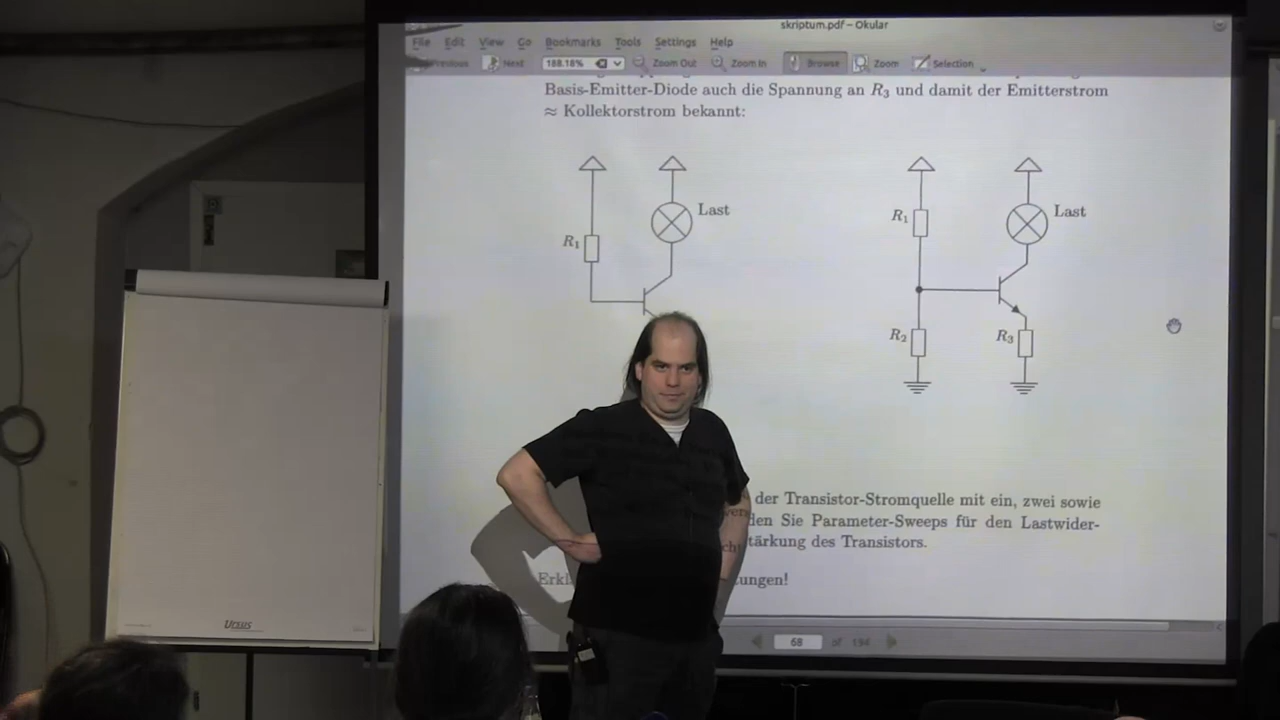 skriptum.pdf – Okular
File Edit View Go Bookmarks Tools Settings Help
Previous Next 188.18% Zoom Out Zoom In Browse Zoom Selection
Basis-Emitter-Diode auch die Spannung an R3 und damit der Emitterstrom
≈ Kollektorstrom bekannt:
Last
R1
R1
Last
R2
R3
der Transistor-Stromquelle mit ein, zwei sowie
den Sie Parameter-Sweeps für den Lastwider-
tärkung des Transistors.
Erkl
ungen!
68 of 194
Ursus